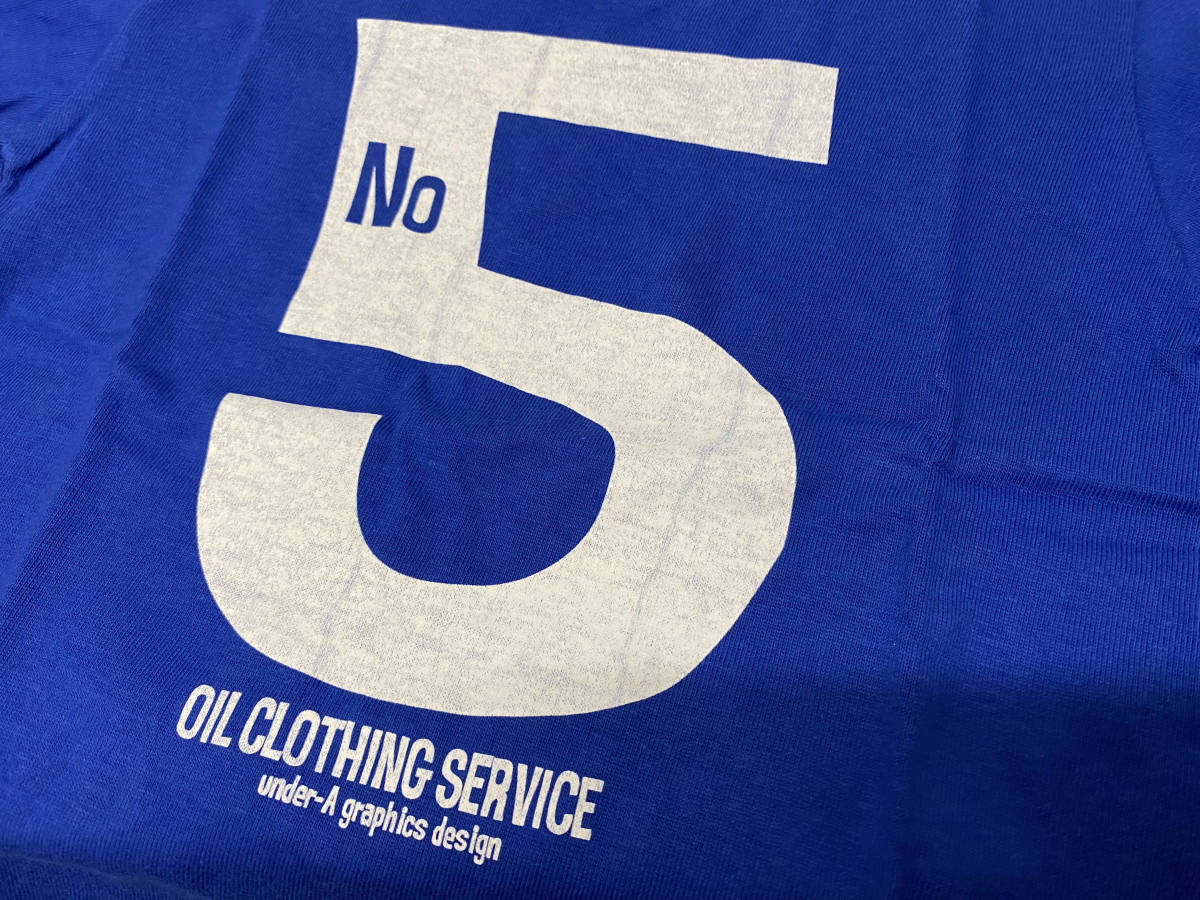 No
5
OIL CLOTHING SERVICE
under-A graphics design